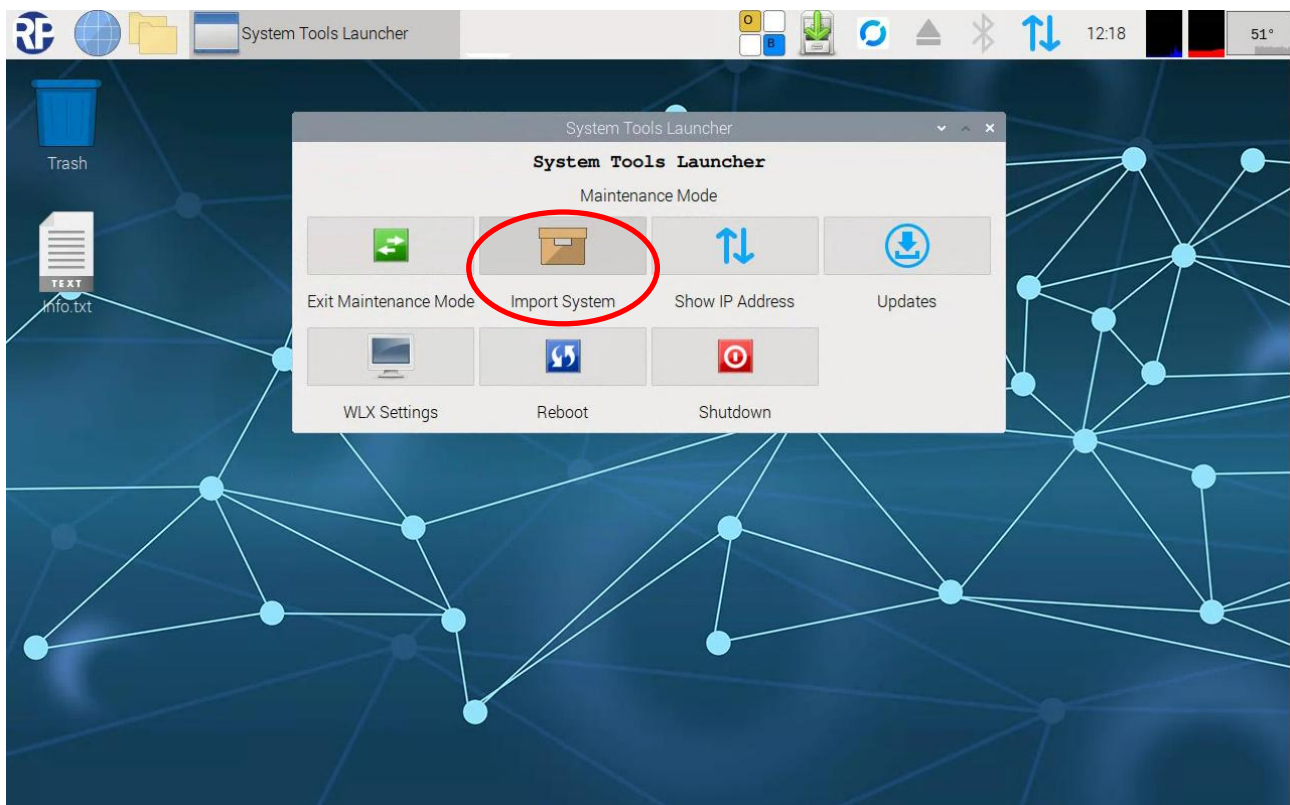 RP
System Tools Launcher
O
B
12:18
51°
Trash
TEXT
Info.txt
System Tools Launcher
System Tools Launcher
Maintenance Mode
Exit Maintenance Mode
Import System
Show IP Address
Updates
WLX Settings
Reboot
Shutdown